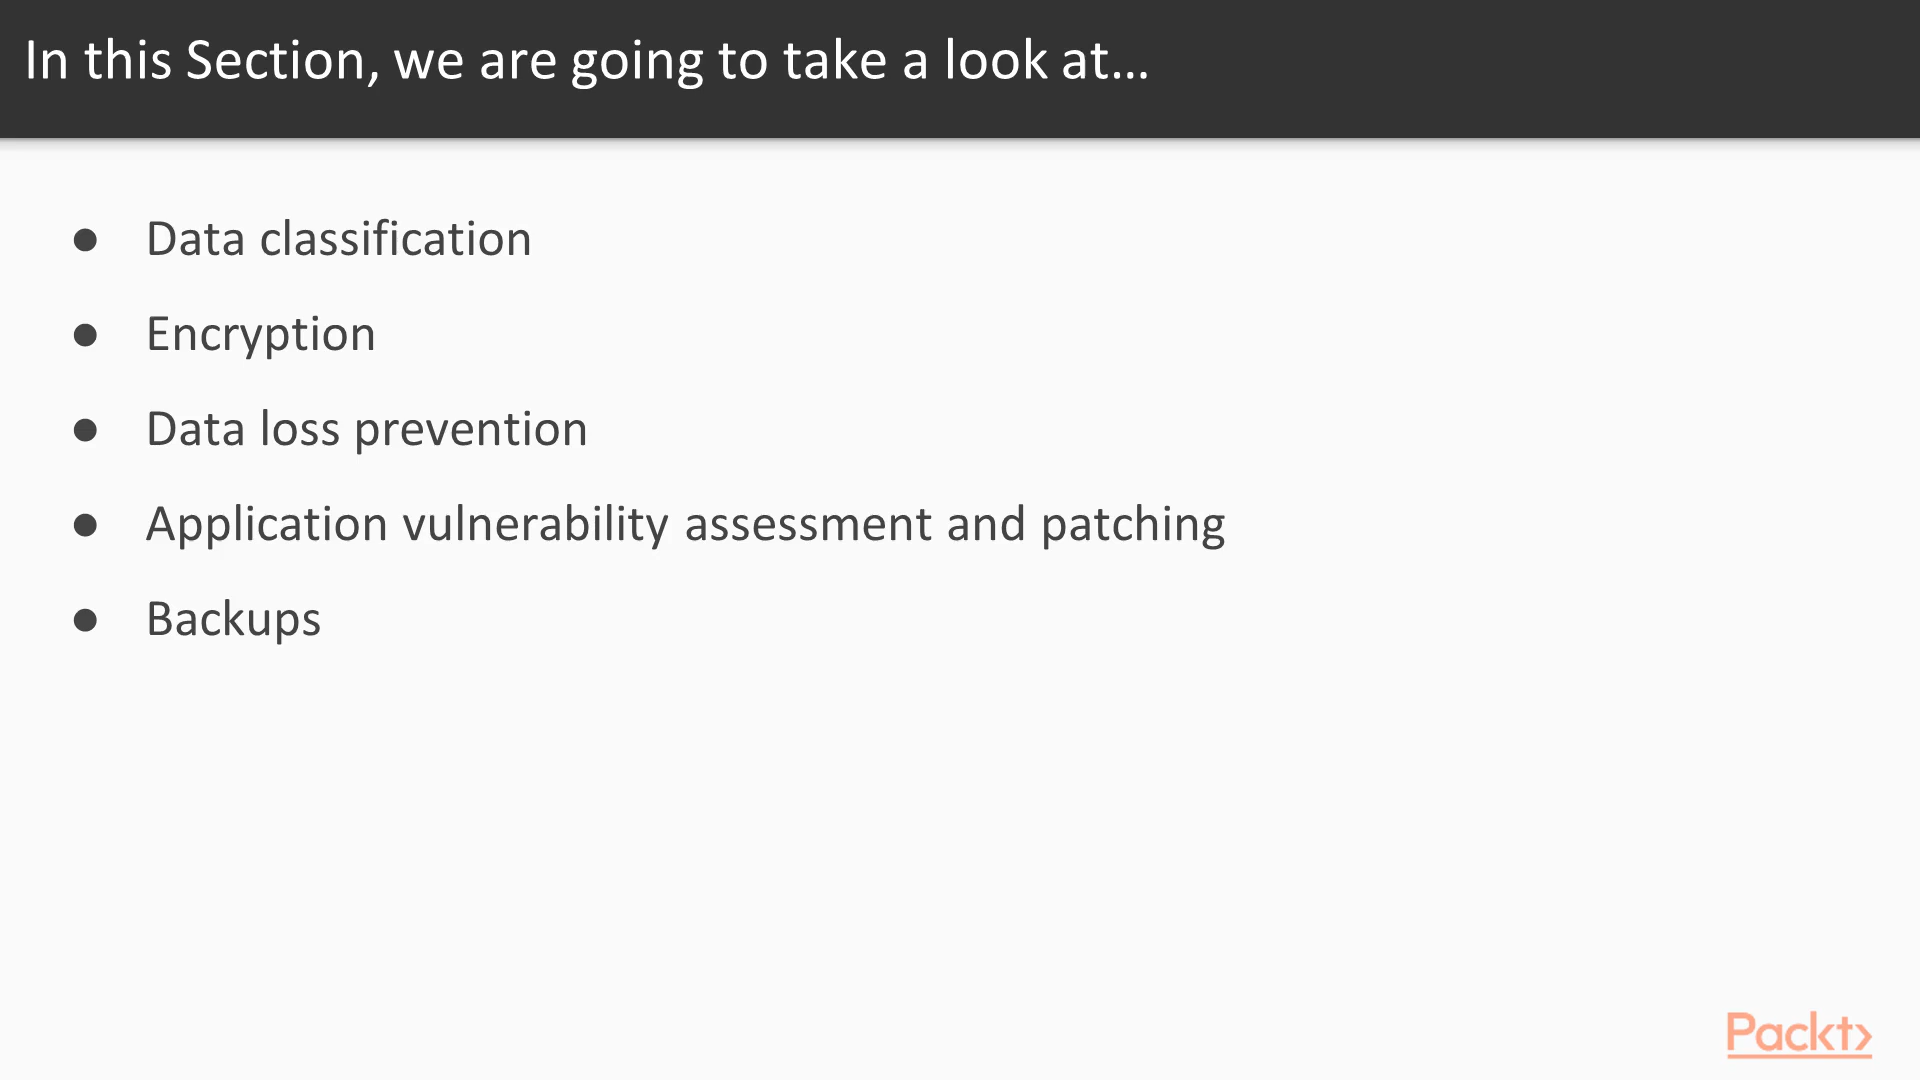 In this Section, we are going to take a look at...
● Data classification
● Encryption
● Data loss prevention
● Application vulnerability assessment and patching
● Backups
Packt>